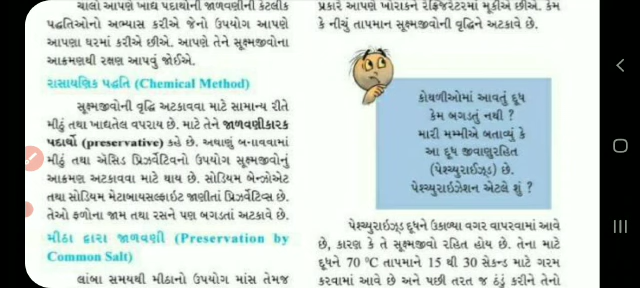 ચાલો આપણે ખાદ્ય પદાર્થોની જાળવણીની કેટલીક
પદ્ધતિઓનો અભ્યાસ કરીએ જેનો ઉપયોગ આપણે
આપણા ઘરમાં કરીએ છીએ. આપણે તેને સૂક્ષ્મજીવોના
આક્રમણથી રક્ષણ આપવું જોઈએ.
રાસાયણિક પદ્ધતિ (Chemical Method)
સૂક્ષ્મજીવોની વૃદ્ધિ અટકાવવા માટે સામાન્ય રીતે
મીઠું તથા ખાદ્યતેલ વપરાય છે. માટે તેને જાળવણીકારક
પદાર્થો (preservative) કહે છે. અથાણું બનાવવામાં
મીઠું તથા ઍસિડ પ્રિઝર્વેટિવનો ઉપયોગ સૂક્ષ્મજીવોનું
આક્રમણ અટકાવવા માટે થાય છે. સોડિયમ બેન્ઝોએટ
તથા સોડિયમ મેટાબાયસલ્ફાઇટ જાણીતાં પ્રિઝર્વેટિવ્સ છે.
તેઓ ફળોના જામ તથા રસને પણ બગડતાં અટકાવે છે.
મીઠા દ્વારા જાળવણી (Preservation by
Common Salt)
લાંબા સમયથી મીઠાનો ઉપયોગ માંસ તેમજ
પ્રકારે આપણે ખોરાકને રેફ્રિજરેટરમાં મૂકીએ છીએ. કેમ
કે નીચું તાપમાન સૂક્ષ્મજીવોની વૃદ્ધિને અટકાવે છે.
કોથળીઓમાં આવતું દૂધ
કેમ બગડતું નથી ?
મારી મમ્મીએ બતાવ્યું કે
આ દૂધ જીવાણુરહિત
(પેશ્ચ્યુરાઈઝ્ડ) છે.
પેશ્ચ્યુરાઈઝેશન એટલે શું ?
પેશ્ચ્યુરાઇઝ્ડ દૂધને ઉકાળ્યા વગર વાપરવામાં આવે
છે, કારણ કે તે સૂક્ષ્મજીવો રહિત હોય છે. તેના માટે
દૂધને 70 °C તાપમાને 15 થી 30 સેકન્ડ માટે ગરમ
કરવામાં આવે છે અને પછી તરત જ ઠંડું કરીને તેનો